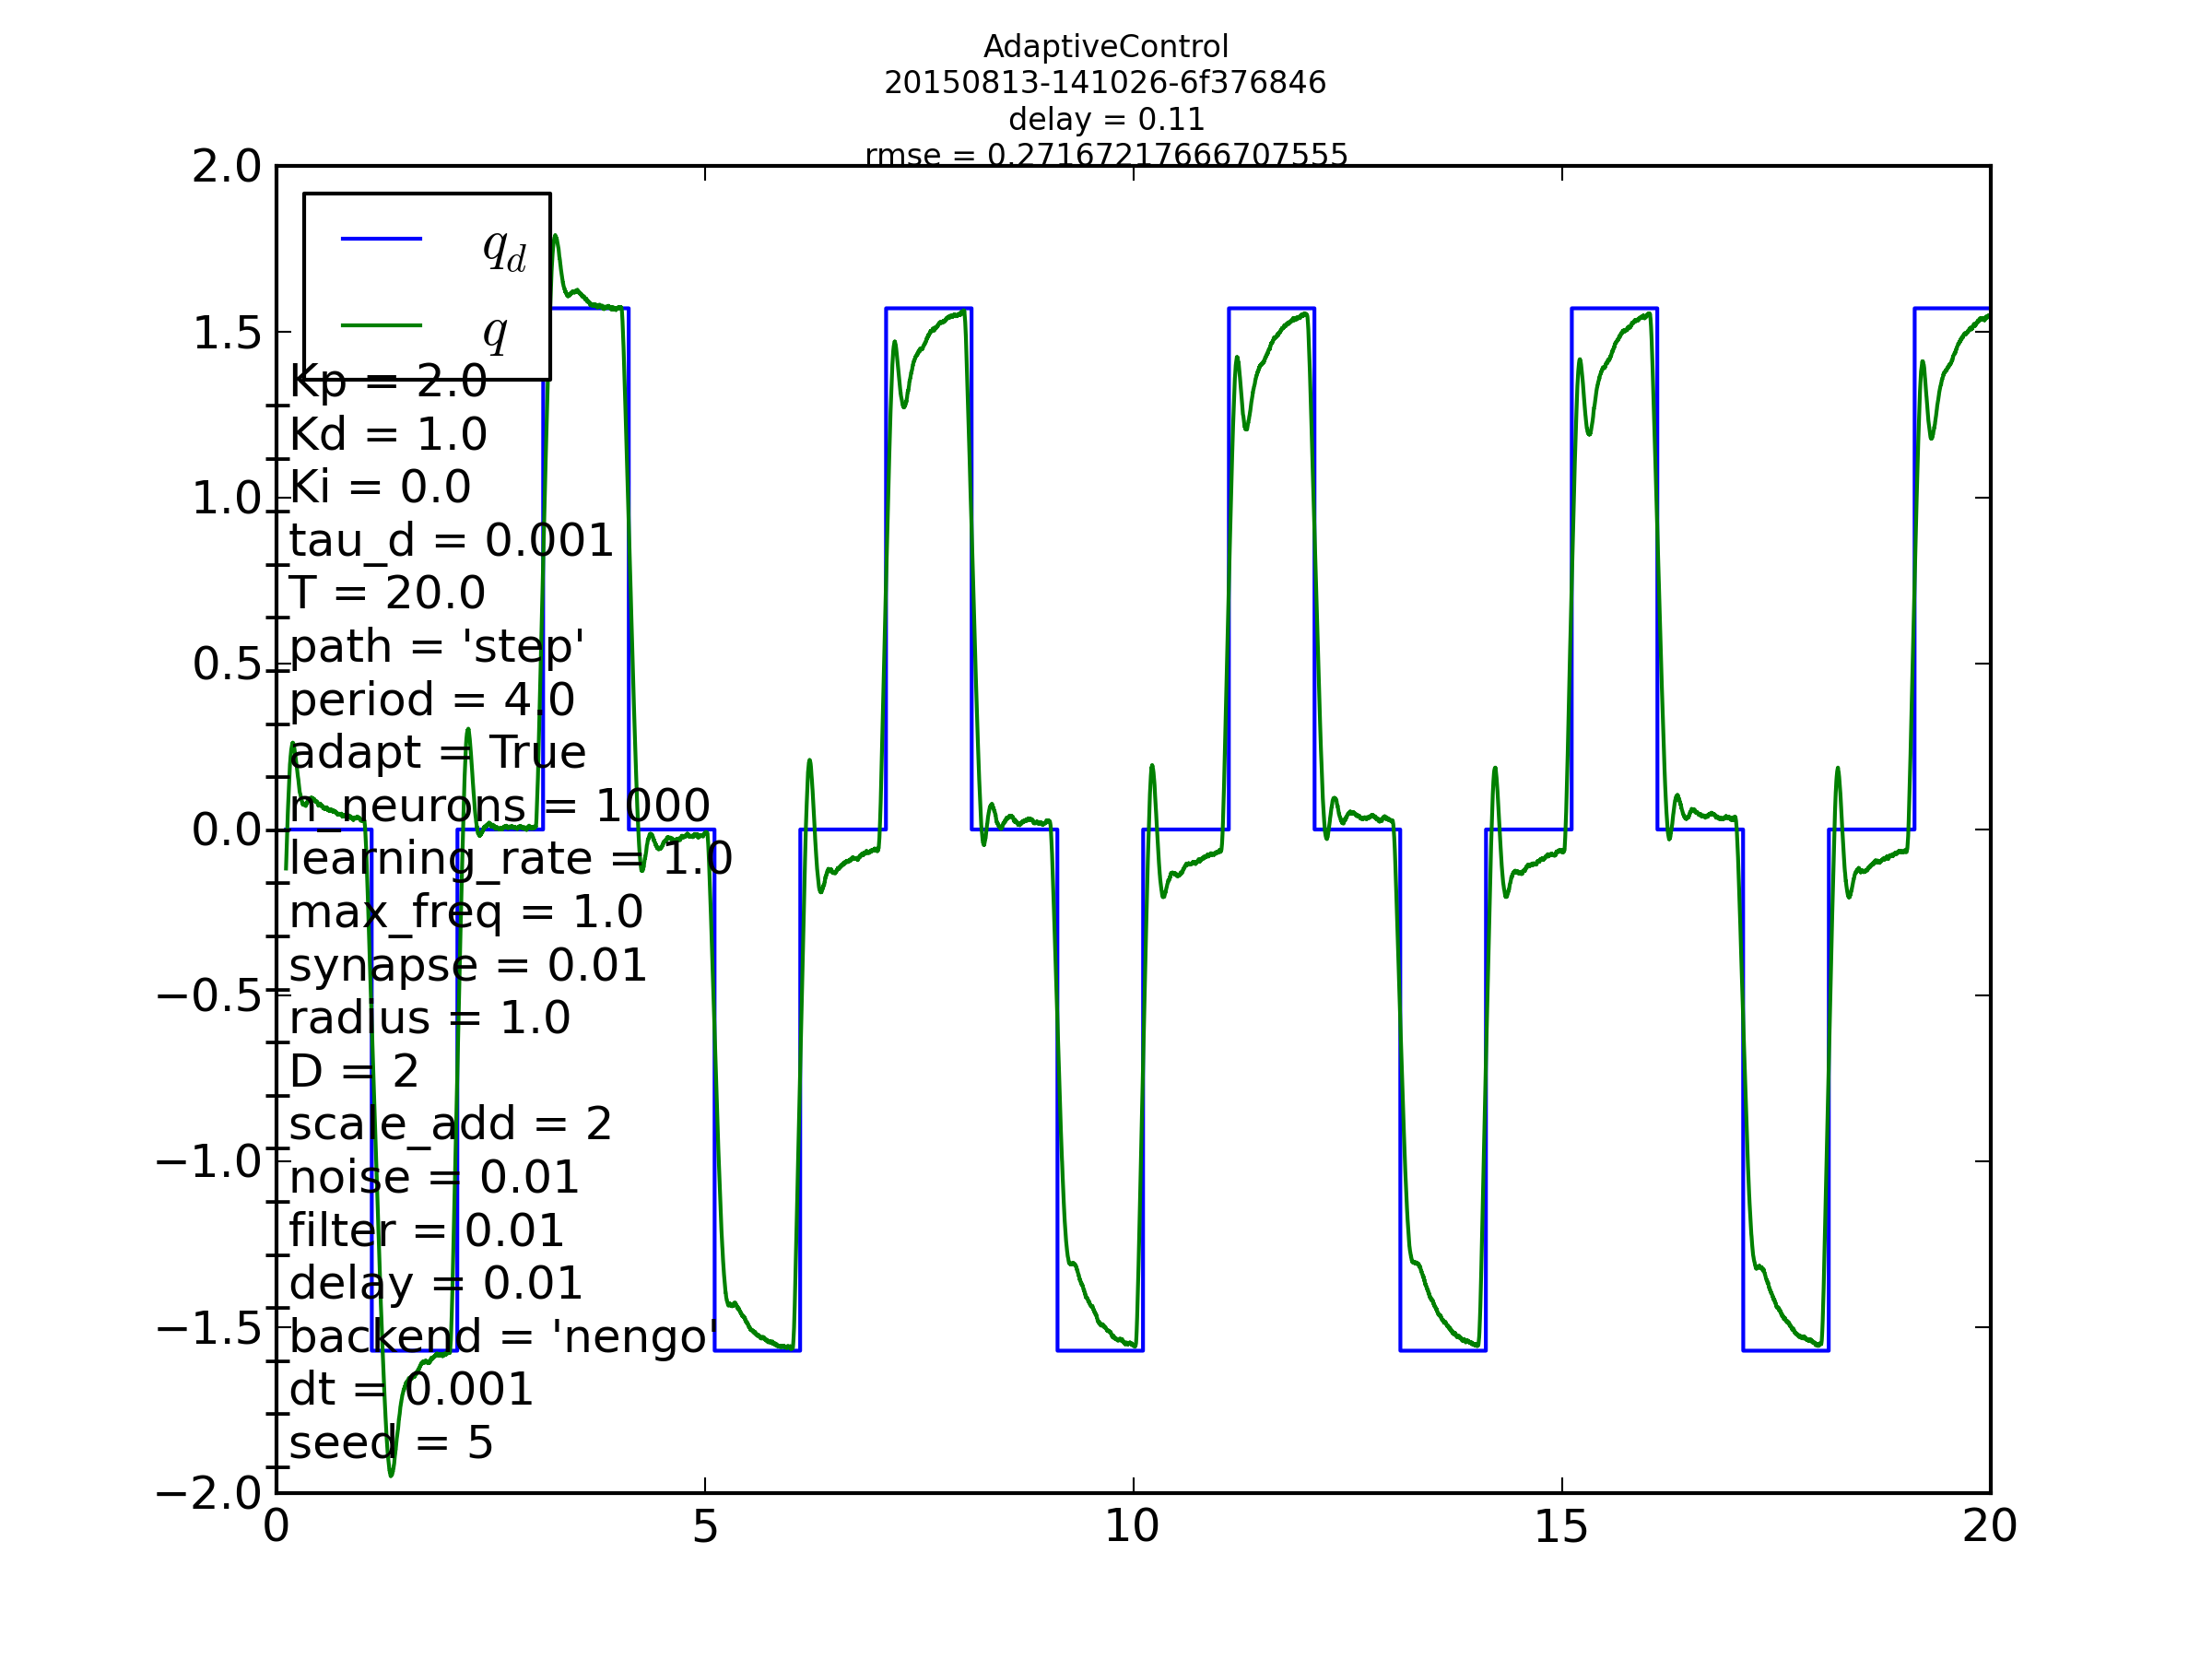 AdaptiveControl
20150813-141026-6f376846
delay = 0.11
rmse = 0.27167217666707555
2.0
1.5
1.0
0.5
0.0
−0.5
−1.0
−1.5
−2.0
q_d
q
Kp = 2.0
Kd = 1.0
Ki = 0.0
tau_d = 0.001
T = 20.0
path = 'step'
period = 4.0
adapt = True
n_neurons = 1000
learning_rate = 1.0
max_freq = 1.0
synapse = 0.01
radius = 1.0
D = 2
scale_add = 2
noise = 0.01
filter = 0.01
delay = 0.01
backend = 'nengo'
dt = 0.001
seed = 5
0 5 10 15 20